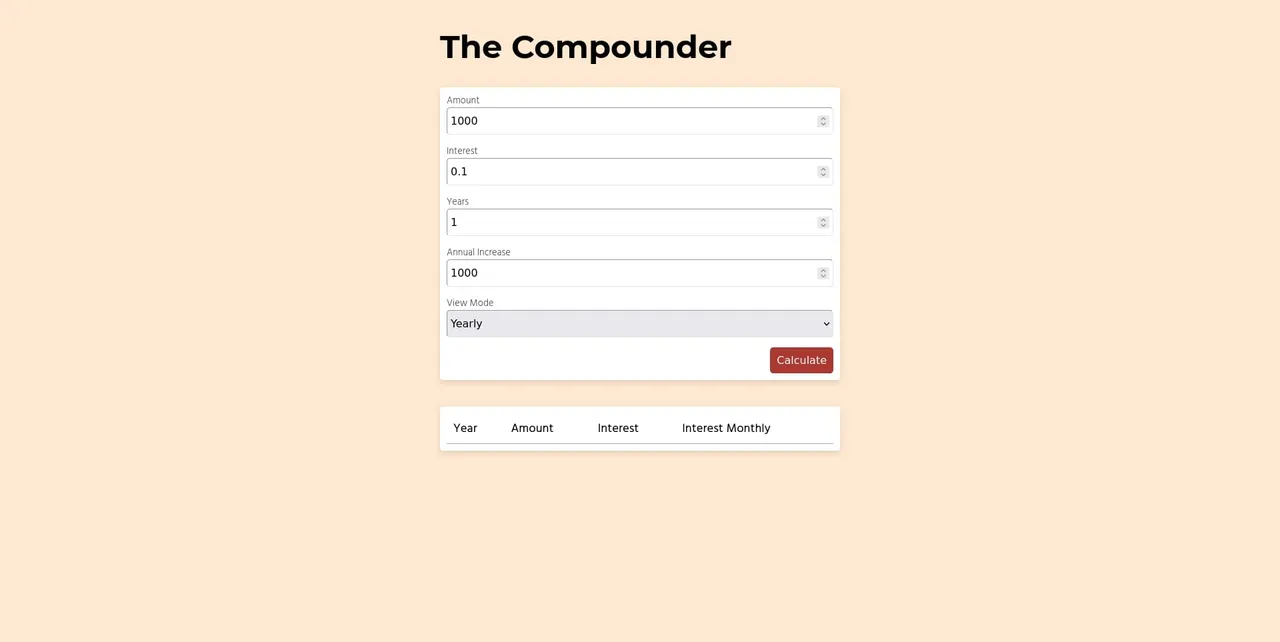 The Compounder
Amount
1000
Interest
0.1
Years
1
Annual Increase
1000
View Mode
Yearly
Calculate
Year Amount Interest Interest Monthly